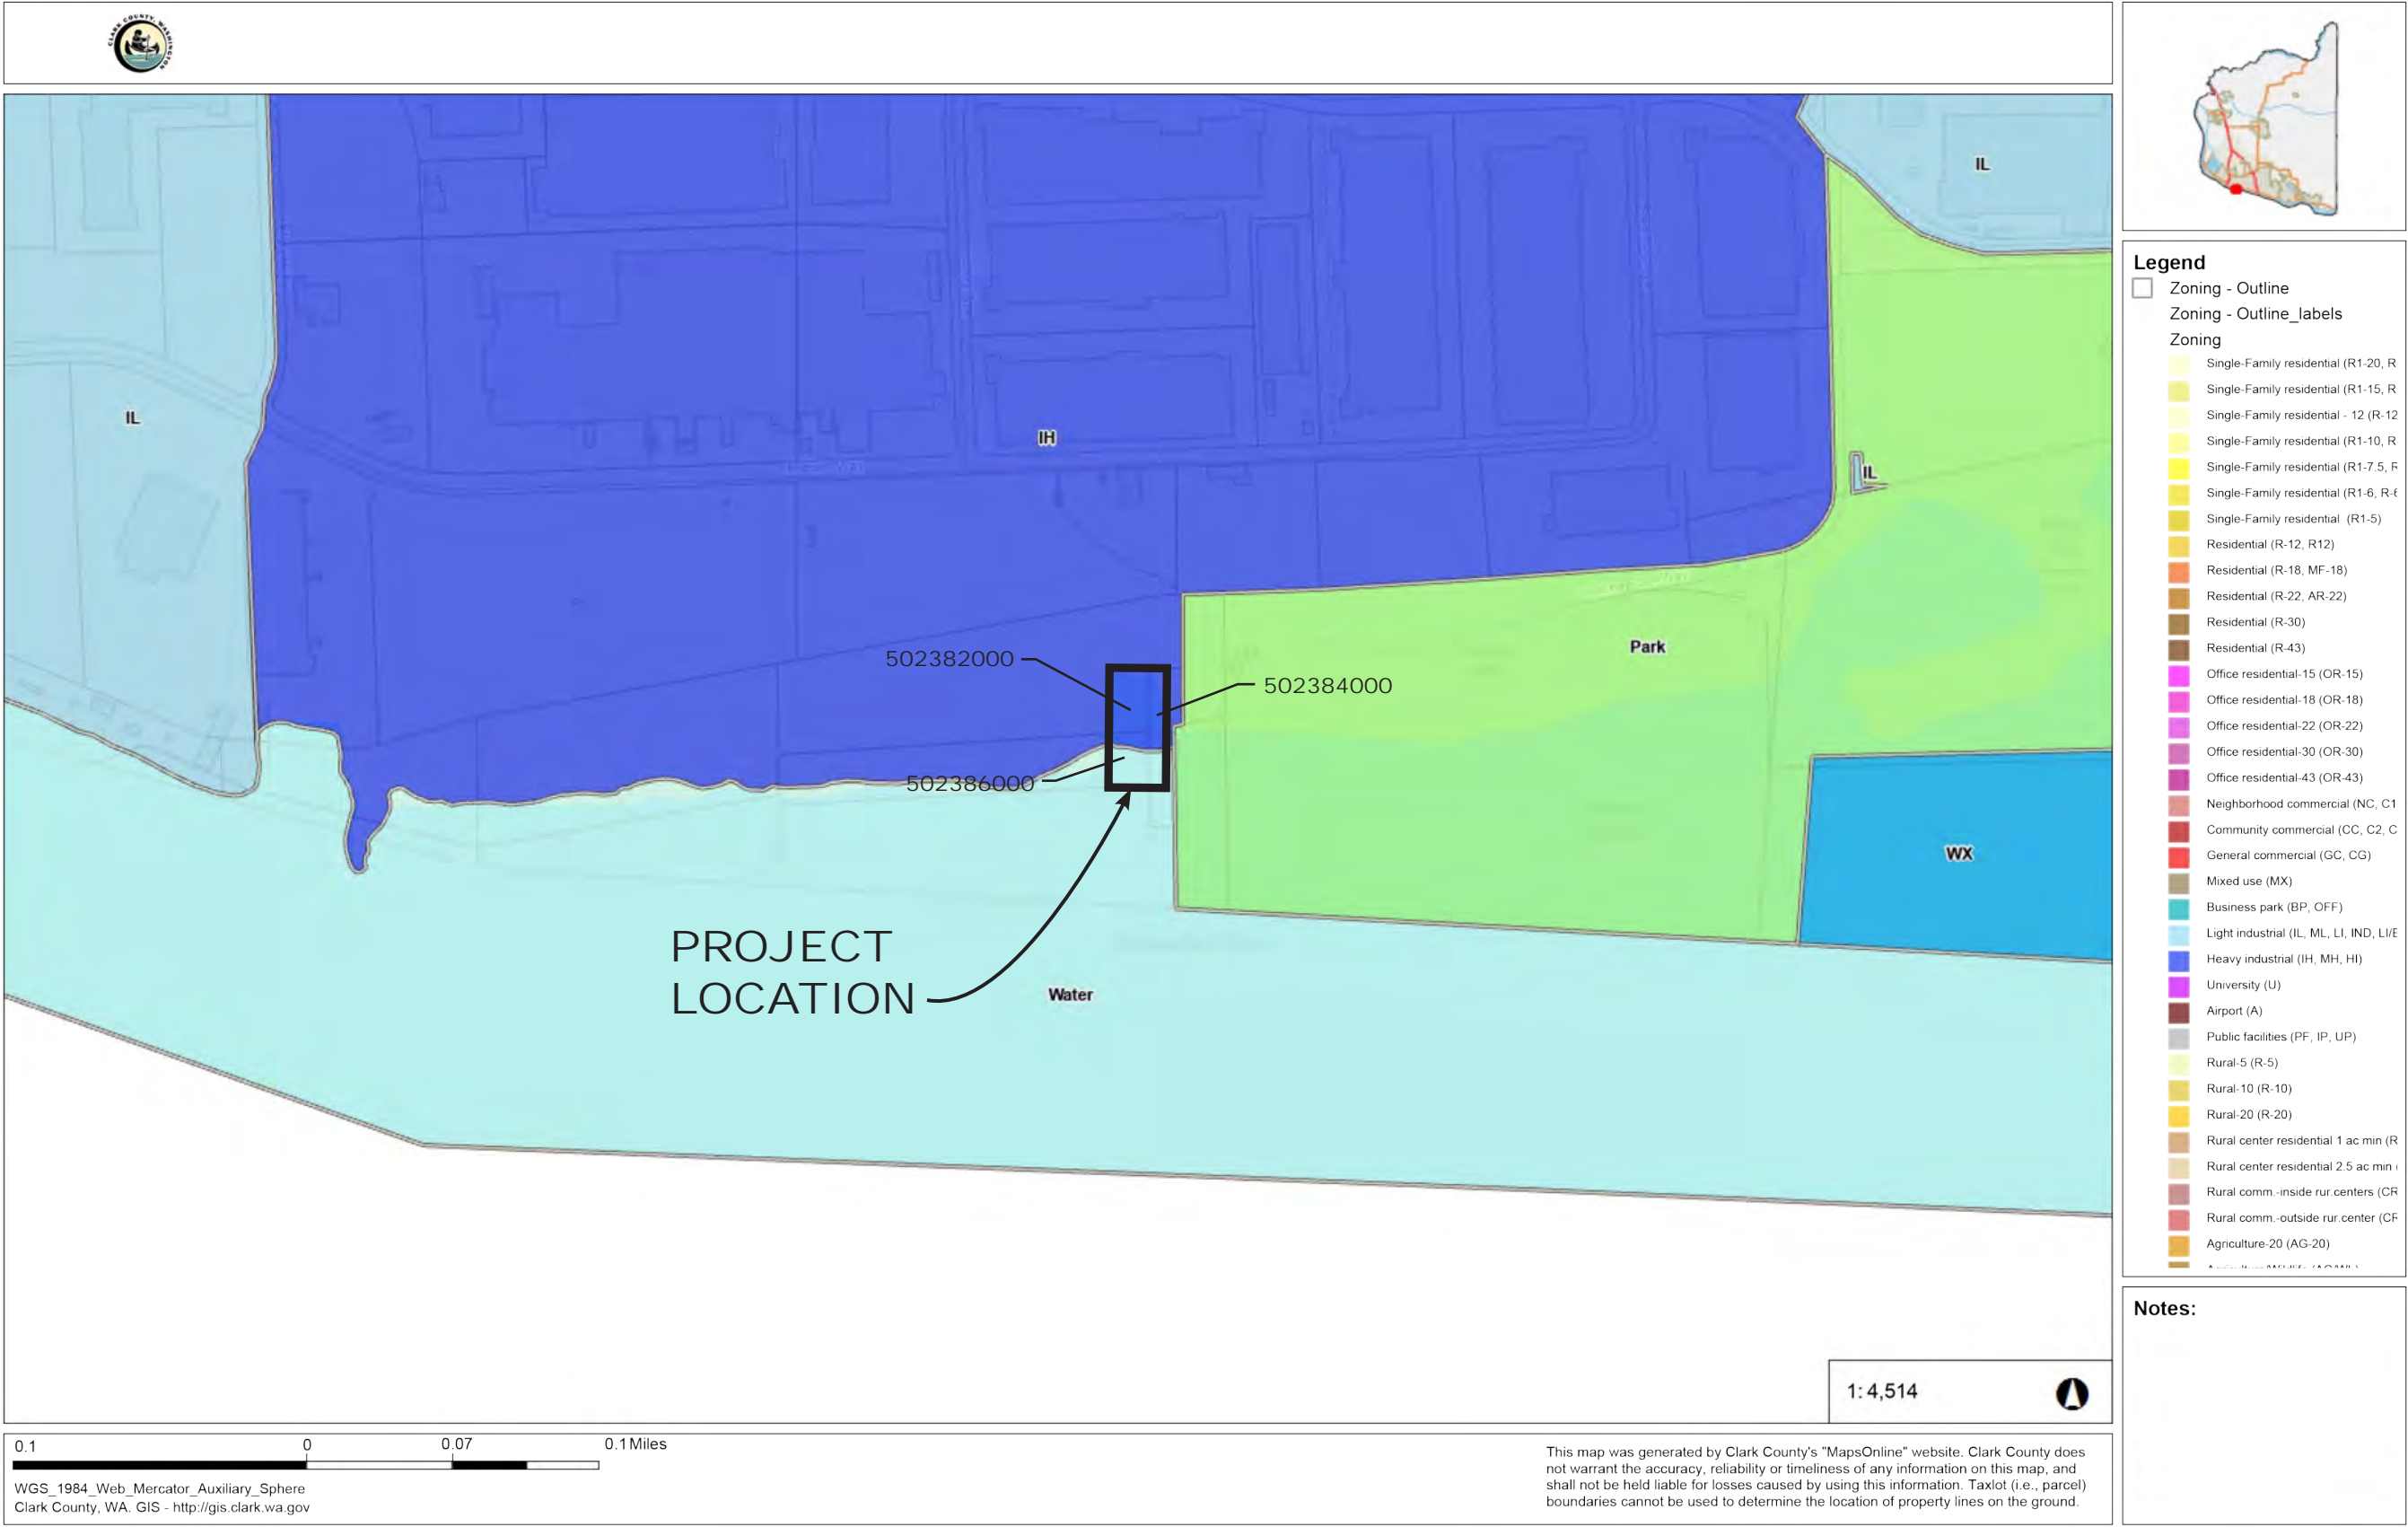 CLARK COUNTY, WASHINGTON
IL
IL
IH
IL
502382000
Park
502384000
502386000
WX
PROJECT
LOCATION
Water
1: 4,514
Legend
Zoning - Outline
Zoning - Outline_labels
Zoning
Single-Family residential (R1-20, R
Single-Family residential (R1-15, R
Single-Family residential - 12 (R-12
Single-Family residential (R1-10, R
Single-Family residential (R1-7.5, R
Single-Family residential (R1-6, R-6
Single-Family residential (R1-5)
Residential (R-12, R12)
Residential (R-18, MF-18)
Residential (R-22, AR-22)
Residential (R-30)
Residential (R-43)
Office residential-15 (OR-15)
Office residential-18 (OR-18)
Office residential-22 (OR-22)
Office residential-30 (OR-30)
Office residential-43 (OR-43)
Neighborhood commercial (NC, C1
Community commercial (CC, C2, C
General commercial (GC, CG)
Mixed use (MX)
Business park (BP, OFF)
Light industrial (IL, ML, LI, IND, LI/E
Heavy industrial (IH, MH, HI)
University (U)
Airport (A)
Public facilities (PF, IP, UP)
Rural-5 (R-5)
Rural-10 (R-10)
Rural-20 (R-20)
Rural center residential 1 ac min (R
Rural center residential 2.5 ac min (
Rural comm.-inside rur.centers (CR
Rural comm.-outside rur.center (CR
Agriculture-20 (AG-20)
Notes:
0.1 0 0.07 0.1 Miles
WGS_1984_Web_Mercator_Auxiliary_Sphere
Clark County, WA. GIS - http://gis.clark.wa.gov
This map was generated by Clark County's "MapsOnline" website. Clark County does
not warrant the accuracy, reliability or timeliness of any information on this map, and
shall not be held liable for losses caused by using this information. Taxlot (i.e., parcel)
boundaries cannot be used to determine the location of property lines on the ground.